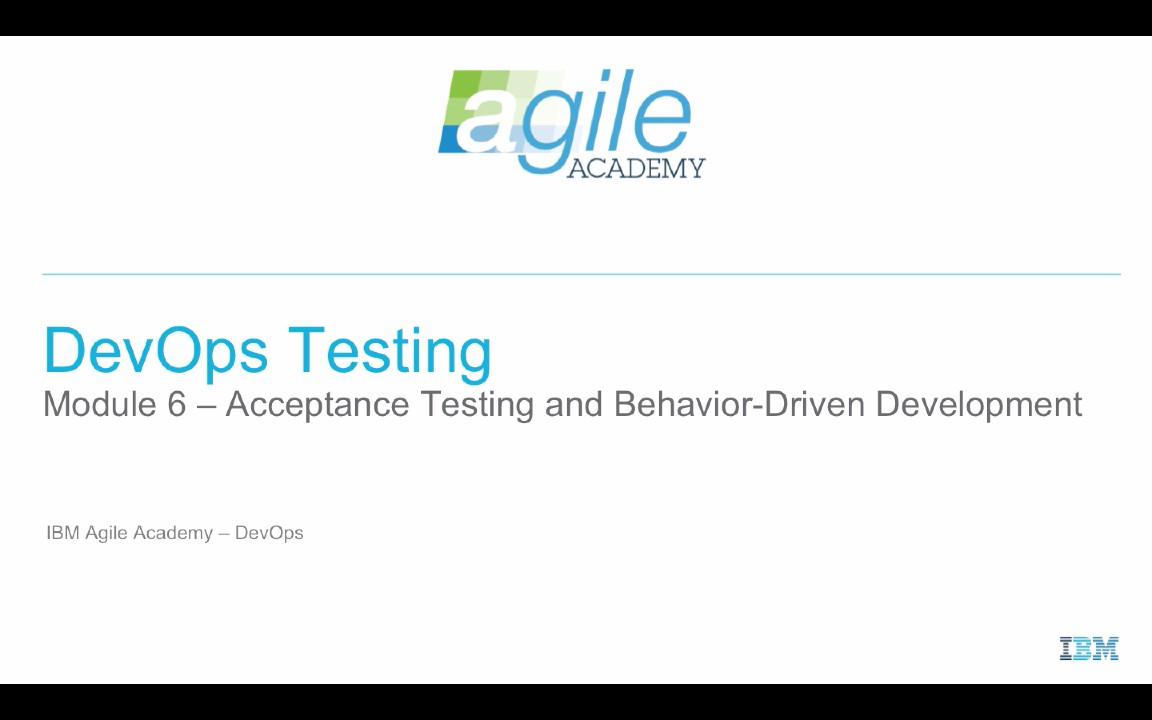 agile
ACADEMY
DevOps Testing
Module 6 – Acceptance Testing and Behavior-Driven Development
IBM Agile Academy – DevOps
IBM